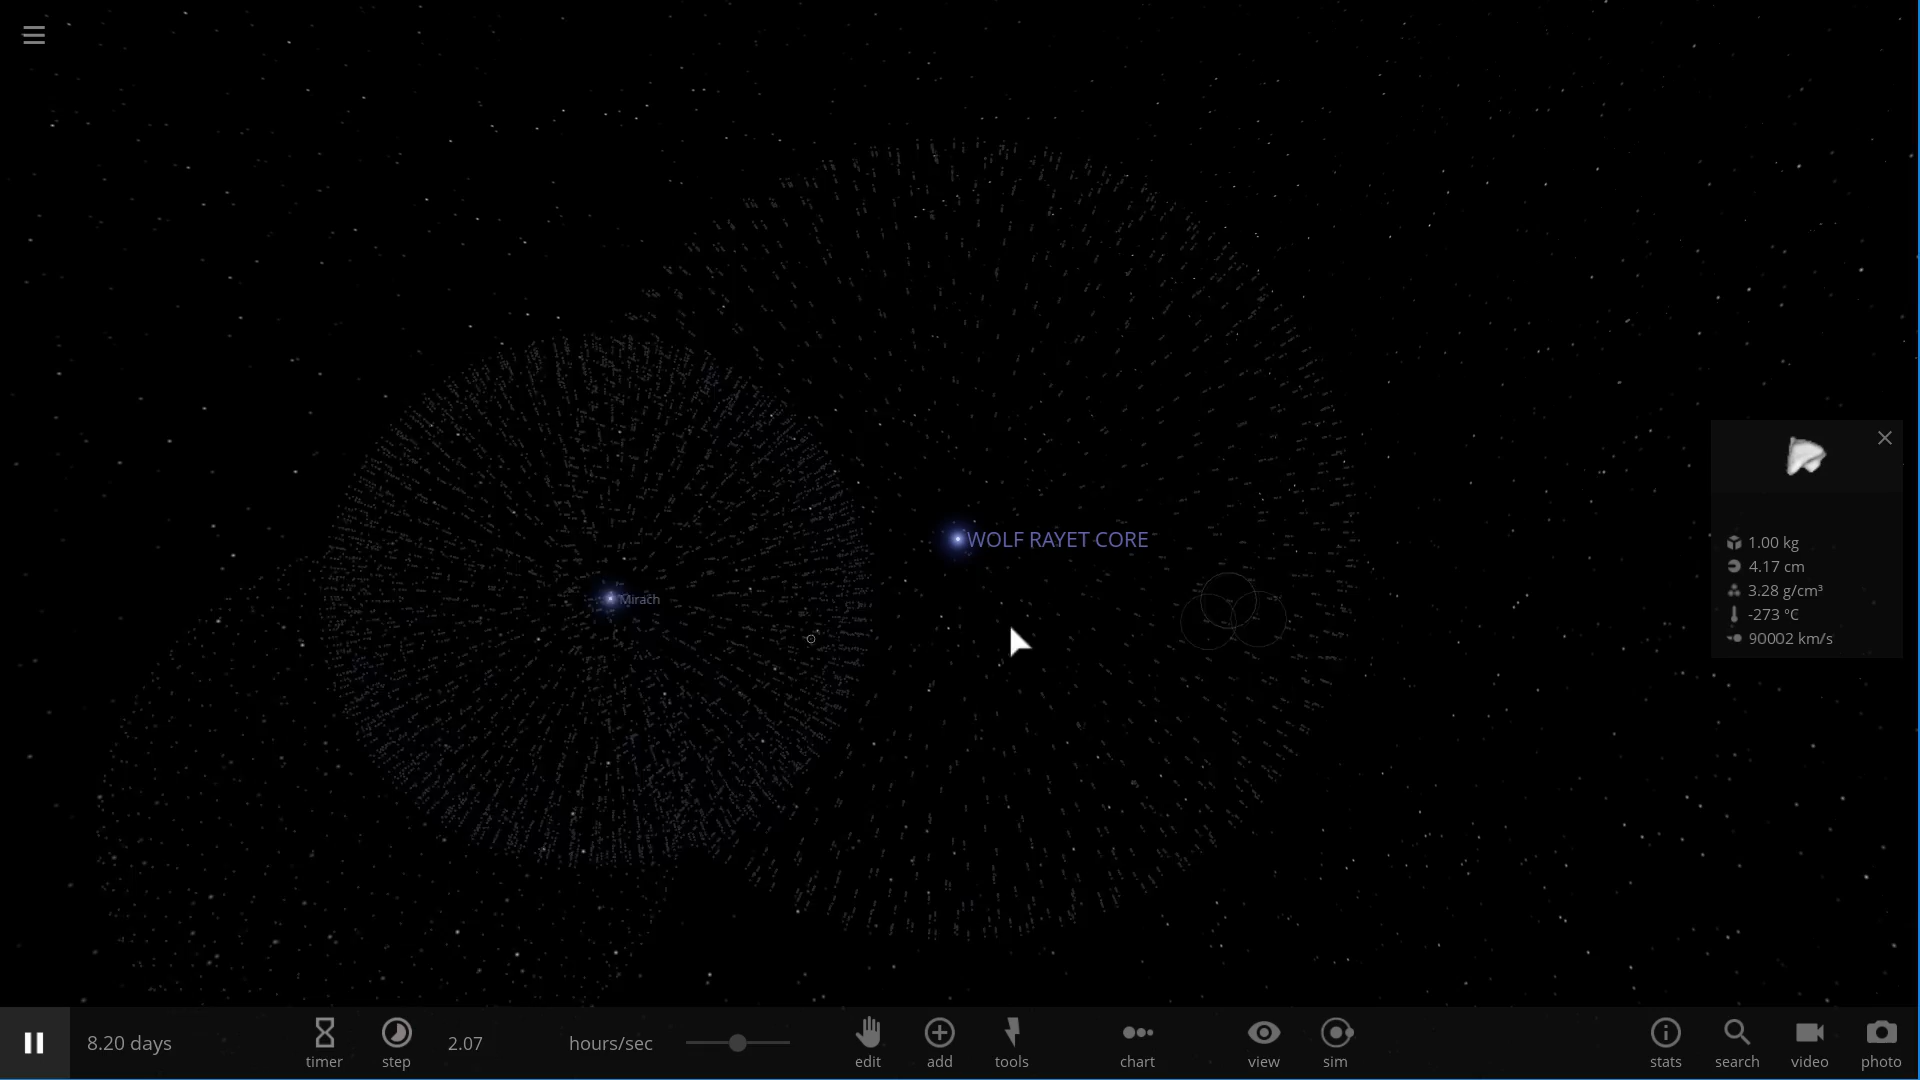 WOLF RAYET CORE
Mirach
1.00 kg
4.17 cm
3.28 g/cm³
-273 °C
90002 km/s
8.20 days
timer
step
2.07
hours/sec
edit
add
tools
chart
view
sim
stats
search
video
photo